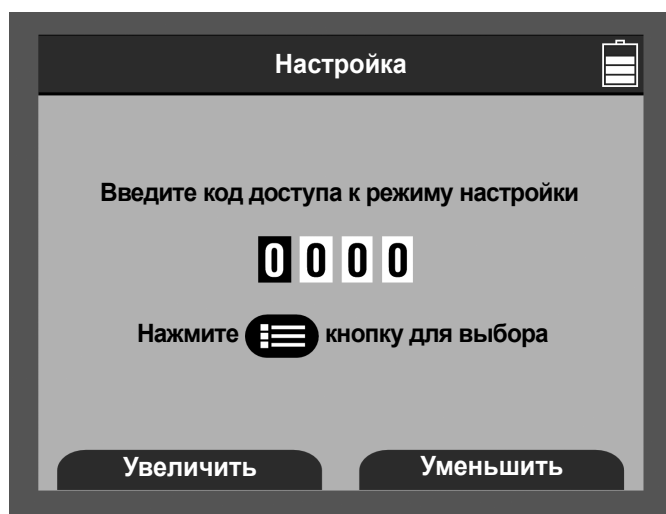 Настройка
Введите код доступа к режиму настройки
0 0 0 0
Нажмите кнопку для выбора
Увеличить Уменьшить